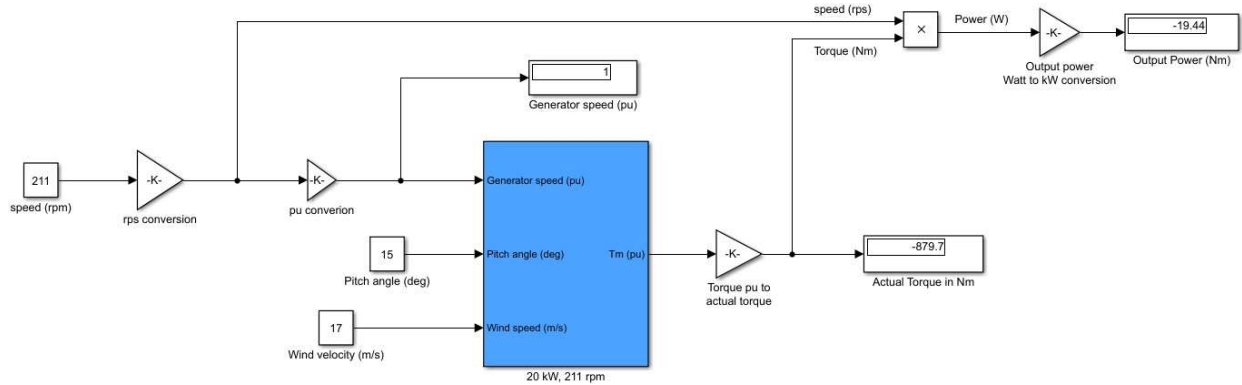 speed (rps)
Power (W)
×
-K-
-19.44
Torque (Nm)
Output power
Watt to kW conversion
Output Power (Nm)
1
Generator speed (pu)
211
-K-
-K-
Generator speed (pu)
speed (rpm)
rps conversion
pu converion
15
Pitch angle (deg)
Tm (pu)
-K-
-879.7
Pitch angle (deg)
Torque pu to
actual torque
Actual Torque in Nm
17
Wind speed (m/s)
Wind velocity (m/s)
20 kW, 211 rpm